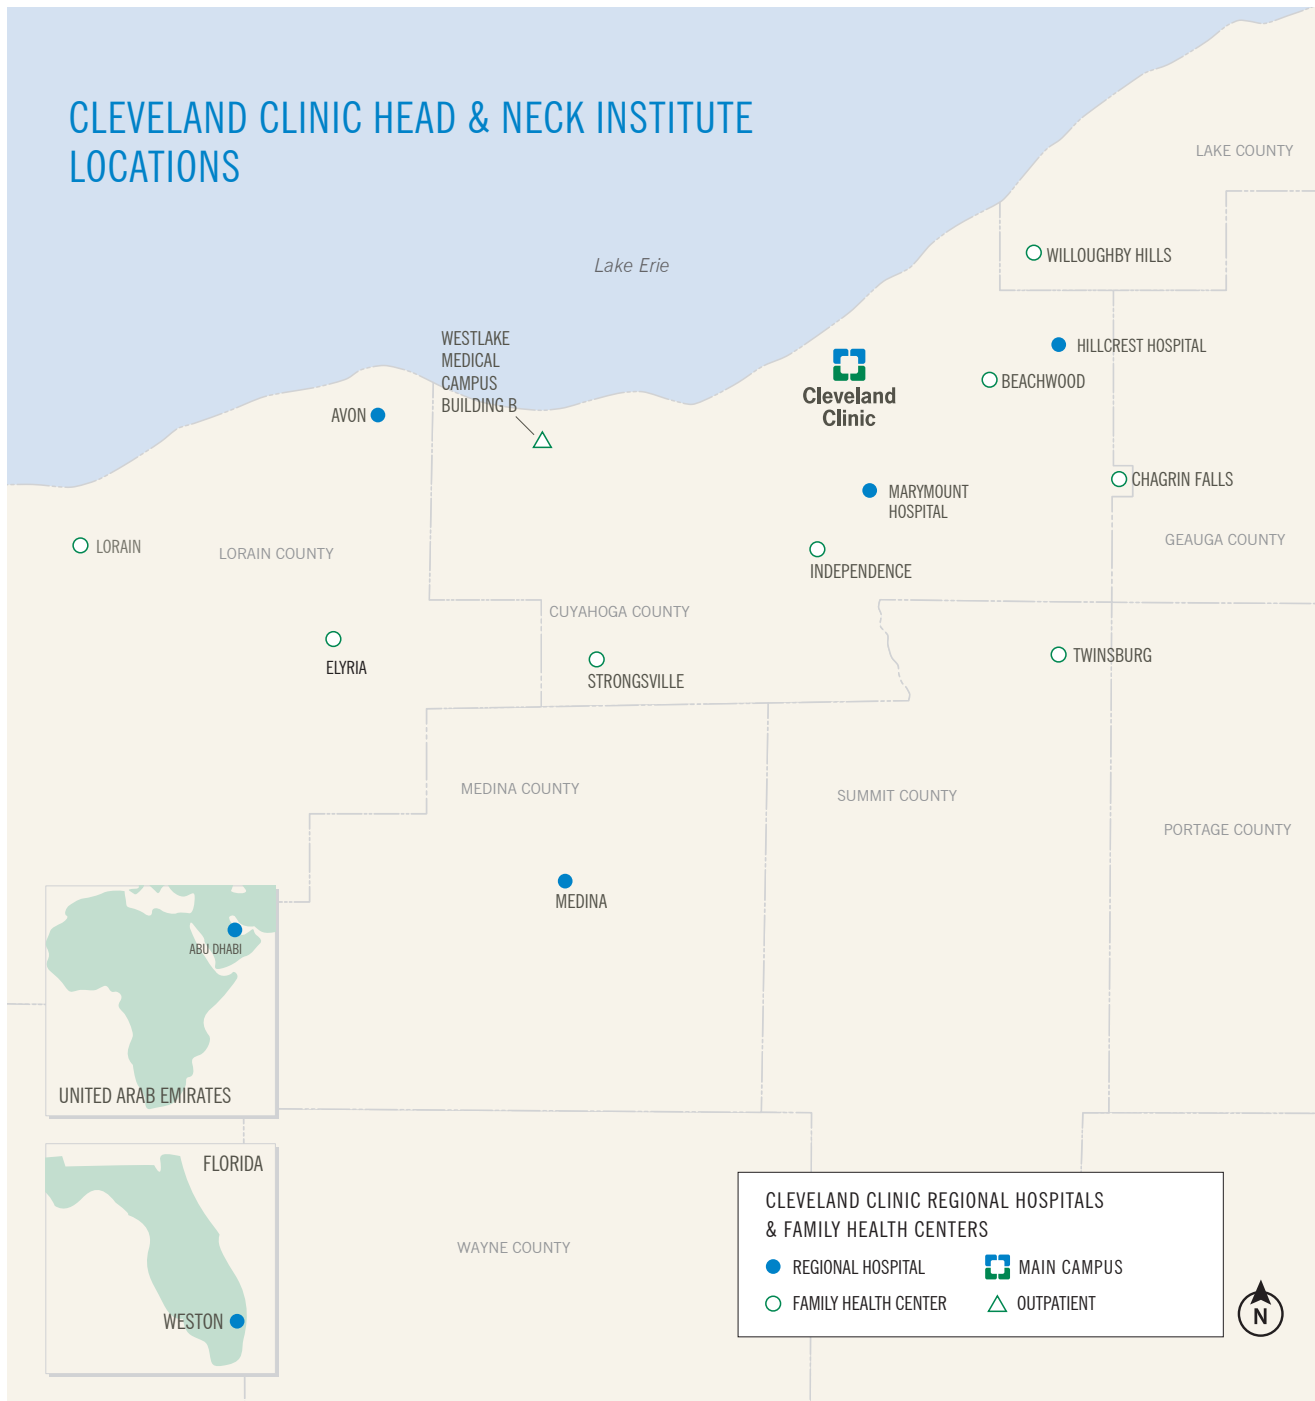 CLEVELAND CLINIC HEAD & NECK INSTITUTE
LOCATIONS
LAKE COUNTY
WILLOUGHBY HILLS
Lake Erie
WESTLAKE
MEDICAL
CAMPUS
BUILDING B
HILLCREST HOSPITAL
BEACHWOOD
Cleveland
Clinic
AVON
CHAGRIN FALLS
MARYMOUNT
HOSPITAL
GEAUGA COUNTY
LORAIN
LORAIN COUNTY
INDEPENDENCE
CUYAHOGA COUNTY
ELYRIA
STRONGSVILLE
TWINSBURG
MEDINA COUNTY
SUMMIT COUNTY
PORTAGE COUNTY
MEDINA
ABU DHABI
UNITED ARAB EMIRATES
FLORIDA
WESTON
WAYNE COUNTY
CLEVELAND CLINIC REGIONAL HOSPITALS
& FAMILY HEALTH CENTERS
REGIONAL HOSPITAL
MAIN CAMPUS
FAMILY HEALTH CENTER
OUTPATIENT
N